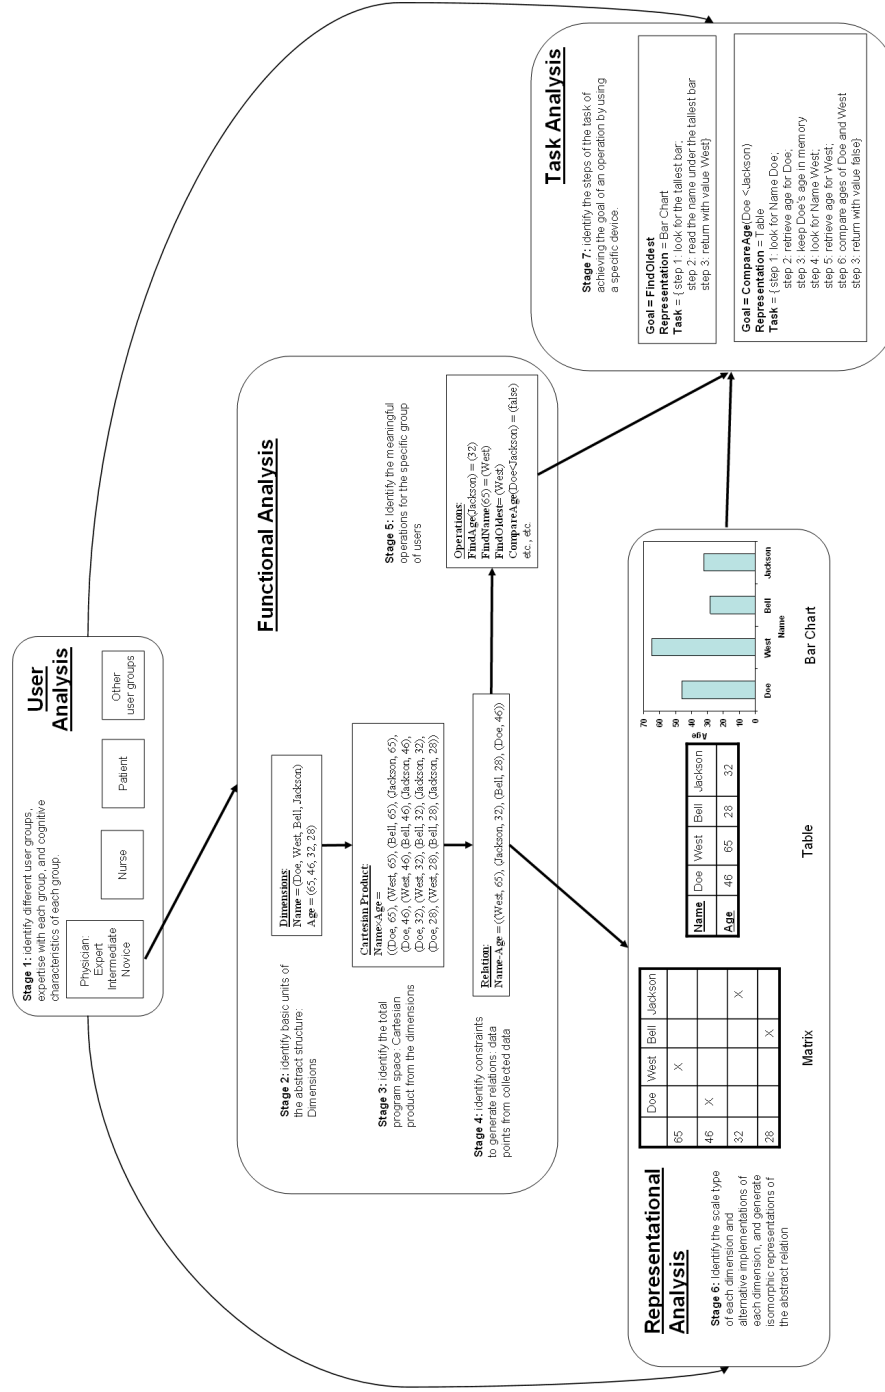 User
Analysis
Stage 1: identify different user groups,
expertise with each group, and cognitive
characteristics of each group.
Physician:
Expert
Intermediate
Novice
Nurse
Patient
Other
user groups
Functional Analysis
Stage 2: identify basic units of
the abstract structure:
Dimensions
Dimensions:
Name = (Doe, West, Bell, Jackson)
Age = (65, 46, 32, 28)
Stage 3: identify the total
program space: Cartesian
product from the dimensions
Cartesian Product:
Name×Age =
((Doe, 65), (West, 65), (Bell, 65), (Jackson, 65),
(Doe, 46), (West, 46), (Bell, 46), (Jackson, 46),
(Doe, 32), (West, 32), (Bell, 32), (Jackson, 32),
(Doe, 28), (West, 28), (Bell, 28), (Jackson, 28))
Stage 4: identify constraints
to generate relations: data
points from collected data
Relation:
Name-Age = ((West, 65), (Jackson, 32), (Bell, 28), (Doe, 46))
Stage 5: Identify the meaningful
operations for the specific group
of users
Operations:
FindAge(Jackson) = (32)
FindName(65) = (West)
FindOldest= (West)
CompareAge(Doe<Jackson) = (false)
etc., etc.
Representational
Analysis
Stage 6: Identify the scale type
of each dimension and
alternative implementations of
each dimension, and generate
isomorphic representations of
the abstract relation
Doe West Bell Jackson
65 X
46 X
32 X
28 X
Matrix
Name Doe West Bell Jackson
Age 46 65 28 32
Table
70
60
50
40
30
20
10
0
Age
Doe West Bell Jackson
Name
Bar Chart
Task Analysis
Stage 7: identify the steps of the task of
achieving the goal of an operation by using
a specific device.
Goal = FindOldest
Representation = Bar Chart
Task = { step 1: look for the tallest bar;
step 2: read the name under the tallest bar
step 3: return with value West}
Goal = CompareAge(Doe <Jackson)
Representation = Table
Task = { step 1: look for Name Doe;
step 2: retrieve age for Doe;
step 3: keep Doe's age in memory
step 4: look for Name West;
step 5: retrieve age for West;
step 6: compare ages of Doe and West
step 3: return with value false}